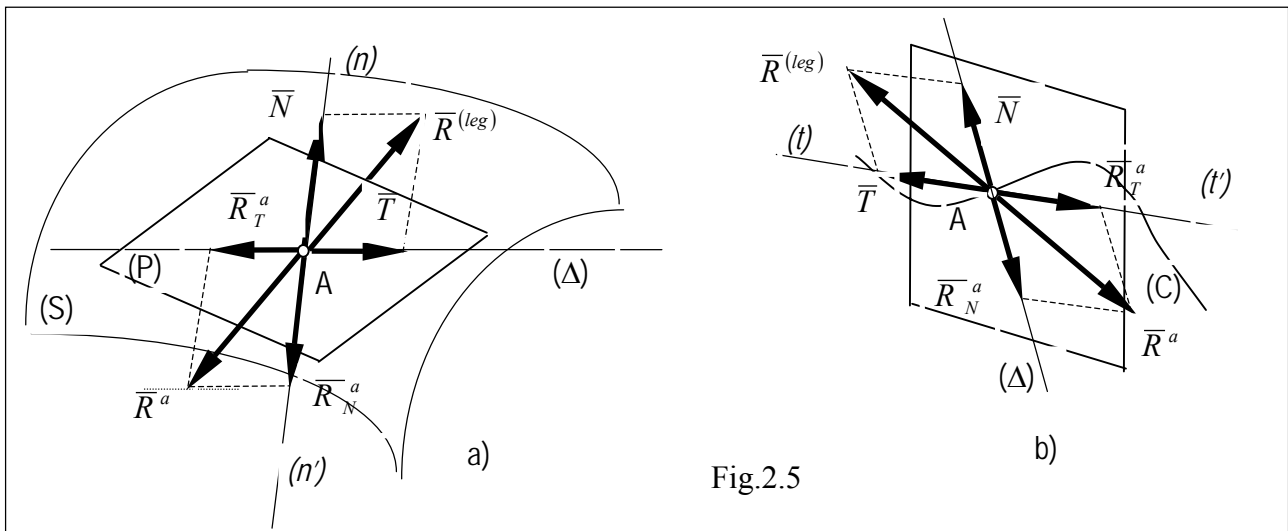 (n)
N̅
R̅^(leg)
R̅_T^a
T̅
(P)
A
(Δ)
(S)
R̅^a
R̅_N^a
(n')
a)
R̅^(leg)
N̅
(t)
R̅_T^a
(t')
T̅
A
R̅_N^a
(C)
R̅^a
(Δ)
b)
Fig.2.5